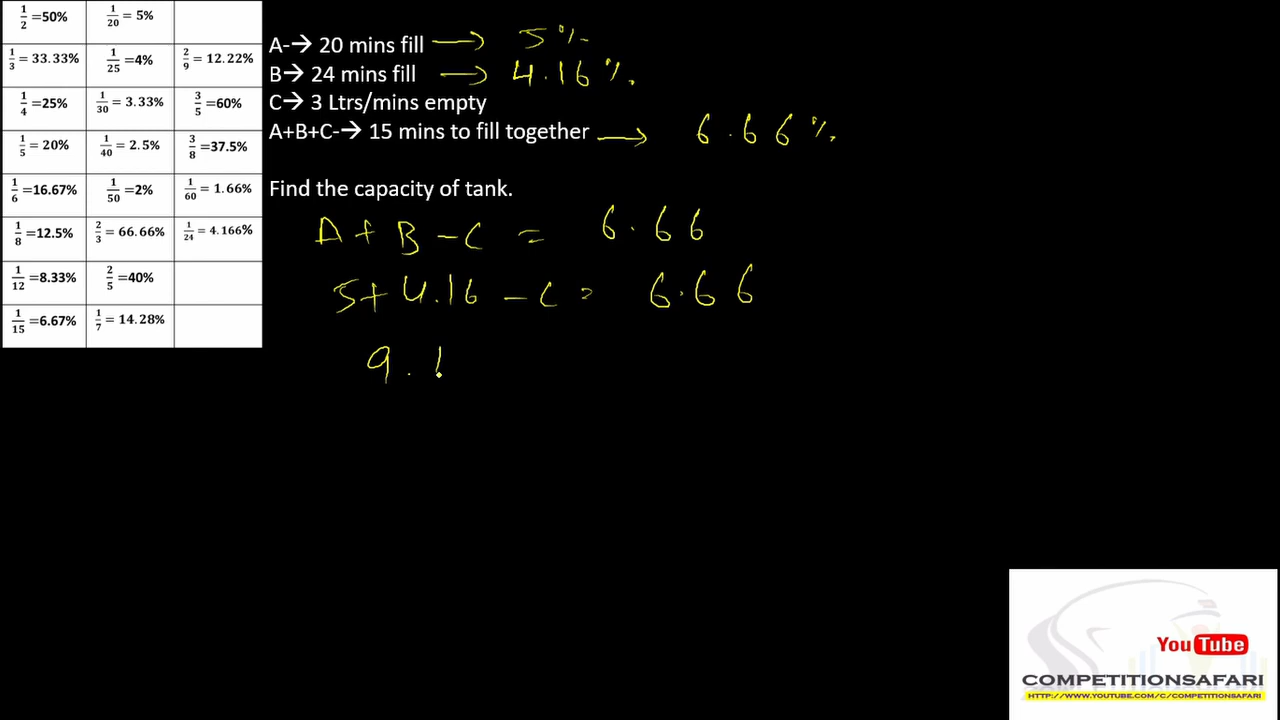 1/2 =50% 1/20 = 5%
1/3 = 33.33% 1/25 =4% 2/9 = 12.22%
1/4 =25% 1/30 = 3.33% 3/5 =60%
1/5 = 20% 1/40 = 2.5% 3/8 =37.5%
1/6 =16.67% 1/50 =2% 1/60 = 1.66%
1/8 =12.5% 2/3 = 66.66% 1/24 = 4.166%
1/12 =8.33% 2/5 =40%
1/15 =6.67% 1/7 = 14.28%
A-→ 20 mins fill → 5%
B→ 24 mins fill → 4.16%
C→ 3 Ltrs/mins empty
A+B+C-→ 15 mins to fill together → 6.66%
Find the capacity of tank.
A + B - C = 6.66
5 + 4.16 - C = 6.66
9.1
You Tube
COMPETITIONSAFARI
HTTP://WWW.YOUTUBE.COM/C/COMPETITIONSAFARI